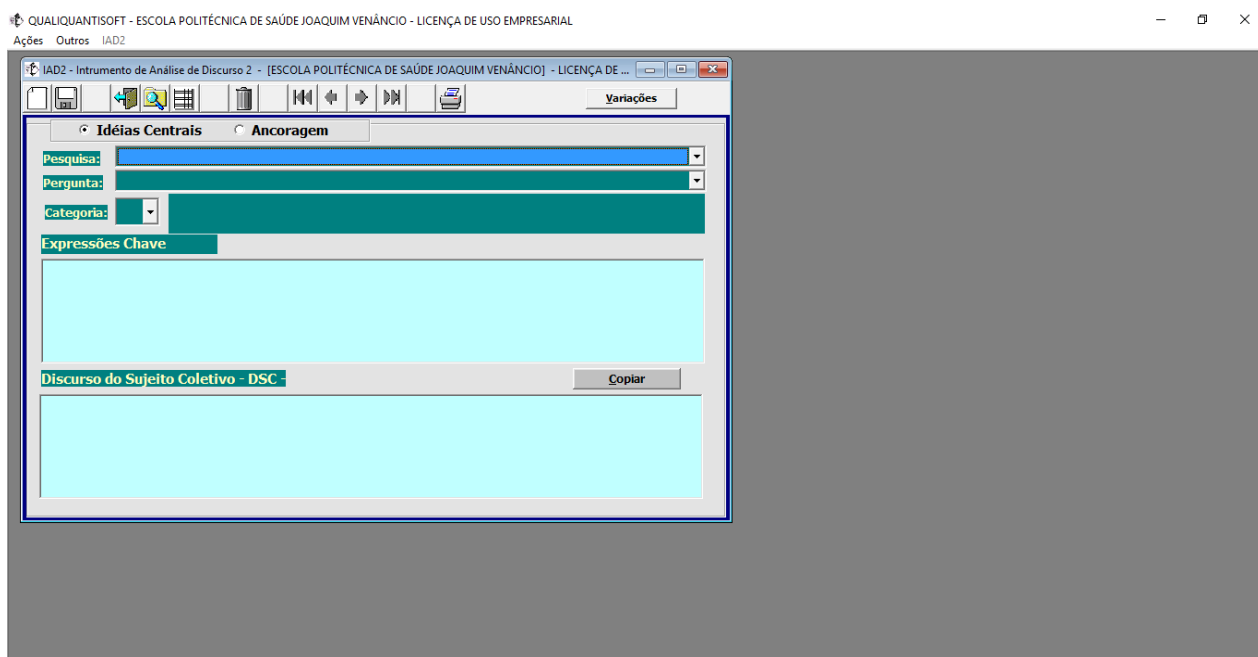 QUALIQUANTISOFT - ESCOLA POLITÉCNICA DE SAÚDE JOAQUIM VENÂNCIO - LICENÇA DE USO EMPRESARIAL
Ações Outros IAD2
IAD2 - Intrumento de Análise de Discurso 2 - [ESCOLA POLITÉCNICA DE SAÚDE JOAQUIM VENÂNCIO] - LICENÇA DE ...
Variações
Idéias Centrais Ancoragem
Pesquisa:
Pergunta:
Categoria:
Expressões Chave
Discurso do Sujeito Coletivo - DSC - Copiar